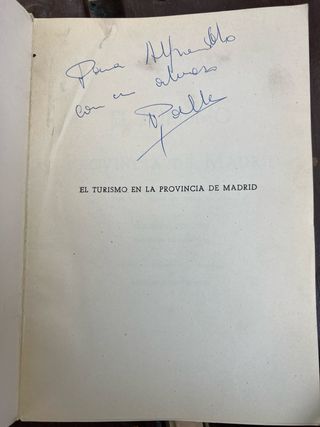 Para Alfredo
con un abrazo
EL TURISMO EN LA PROVINCIA DE MADRID